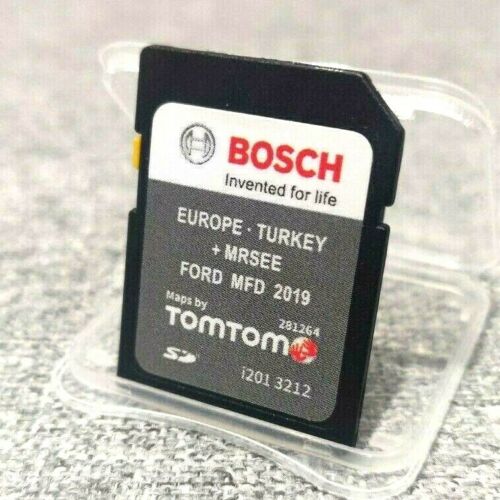 BOSCH
Invented for life
EUROPE · TURKEY
+ MRSEE
FORD MFD 2019
Maps by
281264
TOMTOM
SD
i201 3212